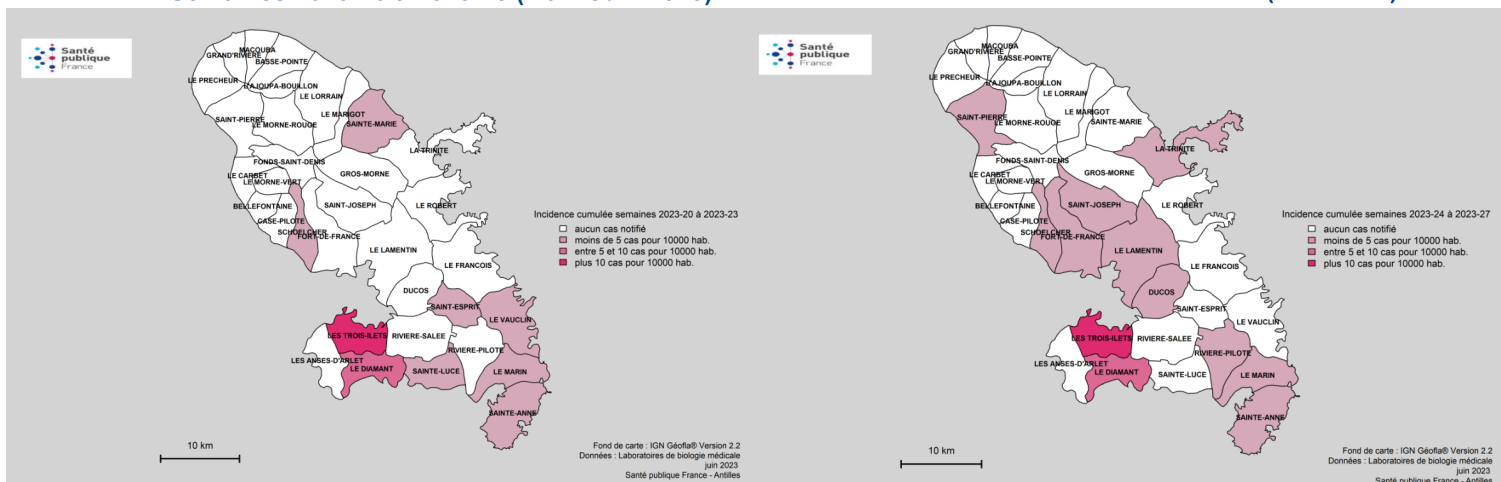 Santé
publique
France
MACOUBA
GRAND'RIVIERE
BASSE-POINTE
LE PRECHEUR
L'AJOUPA-BOUILLON
LE LORRAIN
LE MARIGOT
SAINT-PIERRE
LE MORNE-ROUGE
SAINTE-MARIE
LA TRINITE
FONDS-SAINT-DENIS
LE CARBET
LE MORNE-VERT
GROS-MORNE
BELLEFONTAINE
SAINT-JOSEPH
LE ROBERT
CASE-PILOTE
SCHOELCHER
FORT-DE-FRANCE
LE LAMENTIN
LE FRANCOIS
DUCOS
SAINT-ESPRIT
LE VAUCLIN
LES TROIS-ILETS
RIVIERE-SALEE
RIVIERE-PILOTE
LES ANSES-D'ARLET
LE DIAMANT
SAINTE-LUCE
LE MARIN
SAINTE-ANNE
Incidence cumulée semaines 2023-20 à 2023-23
aucun cas notifié
moins de 5 cas pour 10000 hab.
entre 5 et 10 cas pour 10000 hab.
plus 10 cas pour 10000 hab.
10 km
Fond de carte : IGN Géofla® Version 2.2
Données : Laboratoires de biologie médicale
juin 2023
Santé publique France - Antilles
Santé
publique
France
MACOUBA
GRAND'RIVIERE
BASSE-POINTE
LE PRECHEUR
L'AJOUPA-BOUILLON
LE LORRAIN
LE MARIGOT
SAINT-PIERRE
LE MORNE-ROUGE
SAINTE-MARIE
LA TRINITE
FONDS-SAINT-DENIS
LE CARBET
LE MORNE-VERT
GROS-MORNE
BELLEFONTAINE
SAINT-JOSEPH
LE ROBERT
CASE-PILOTE
SCHOELCHER
FORT-DE-FRANCE
LE LAMENTIN
LE FRANCOIS
DUCOS
SAINT-ESPRIT
LE VAUCLIN
LES TROIS-ILETS
RIVIERE-SALEE
RIVIERE-PILOTE
LES ANSES-D'ARLET
LE DIAMANT
SAINTE-LUCE
LE MARIN
SAINTE-ANNE
Incidence cumulée semaines 2023-24 à 2023-27
aucun cas notifié
moins de 5 cas pour 10000 hab.
entre 5 et 10 cas pour 10000 hab.
plus 10 cas pour 10000 hab.
10 km
Fond de carte : IGN Géofla® Version 2.2
Données : Laboratoires de biologie médicale
juin 2023
Santé publique France - Antilles